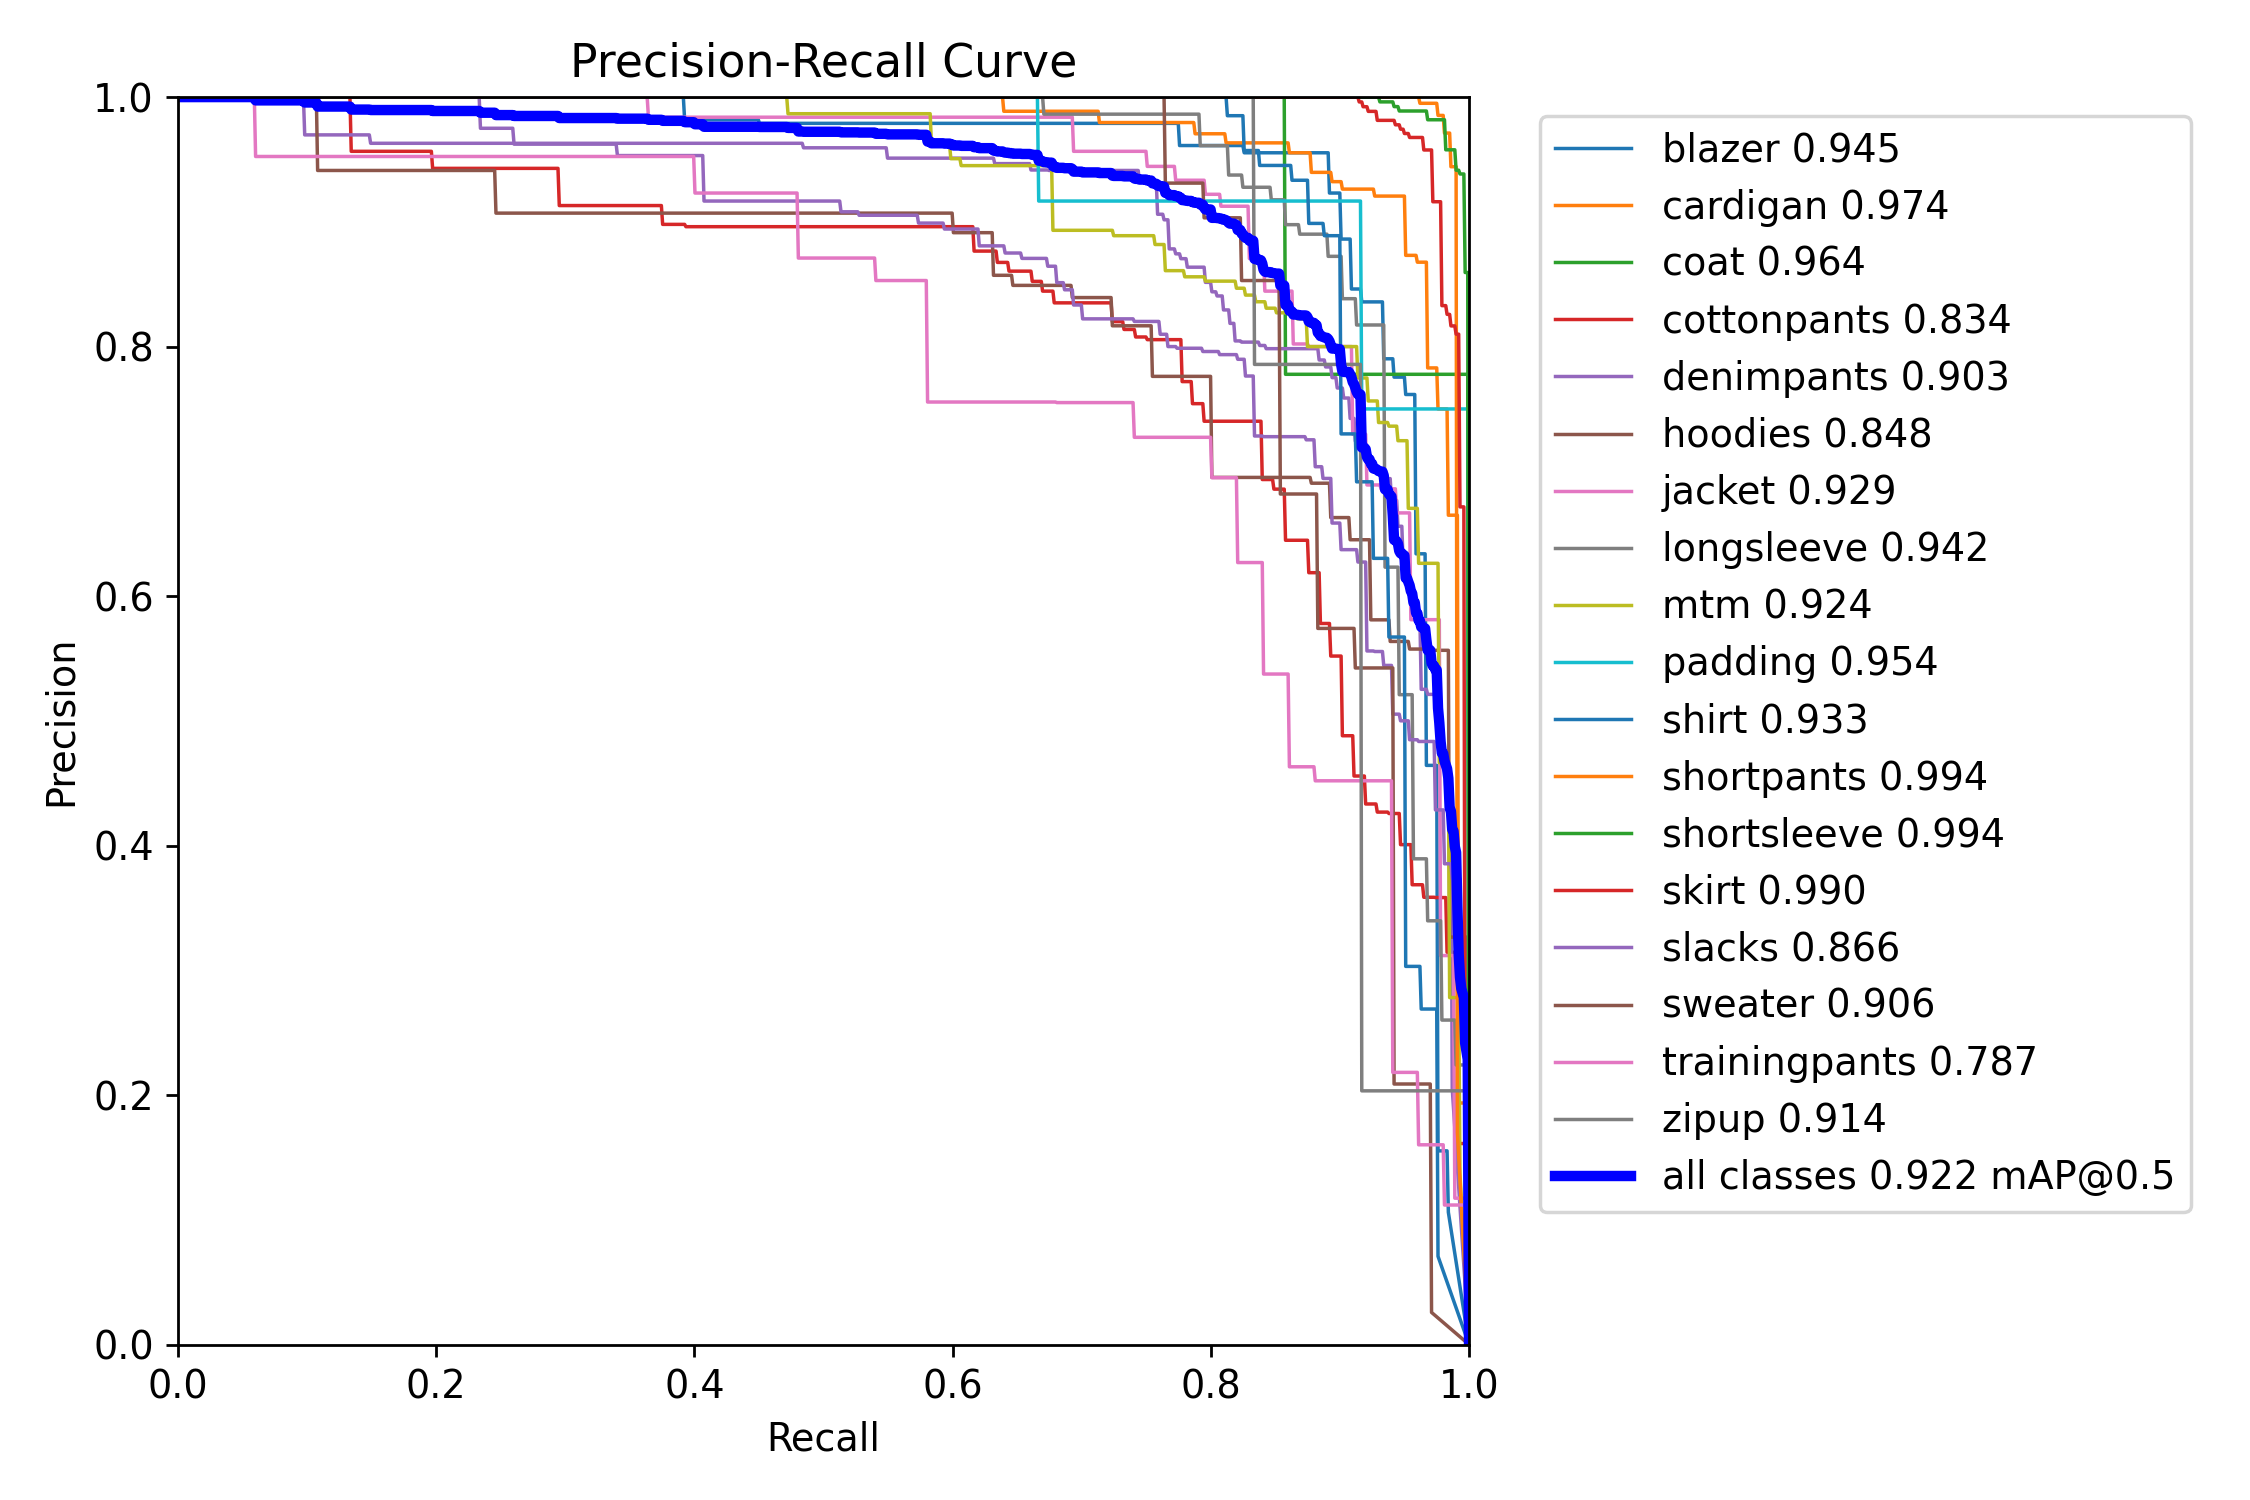 Precision-Recall Curve
1.0
0.8
0.6
0.4
0.2
0.0
Precision
0.0 0.2 0.4 0.6 0.8 1.0
Recall
blazer 0.945
cardigan 0.974
coat 0.964
cottonpants 0.834
denimpants 0.903
hoodies 0.848
jacket 0.929
longsleeve 0.942
mtm 0.924
padding 0.954
shirt 0.933
shortpants 0.994
shortsleeve 0.994
skirt 0.990
slacks 0.866
sweater 0.906
trainingpants 0.787
zipup 0.914
all classes 0.922 mAP@0.5